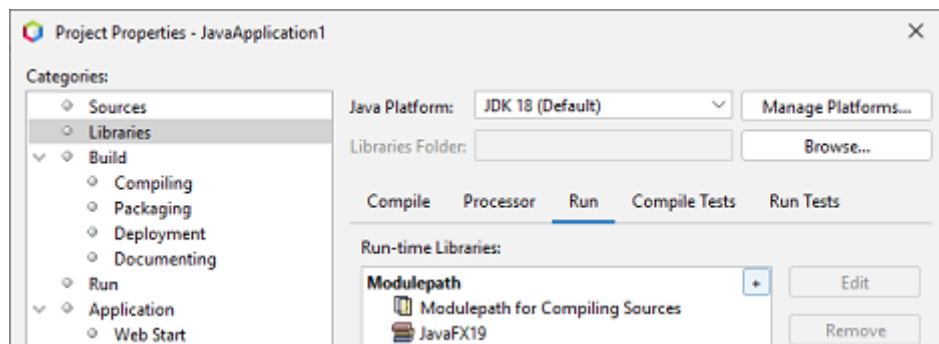 Project Properties - JavaApplication1
Categories:
Sources
Libraries
Build
Compiling
Packaging
Deployment
Documenting
Run
Application
Web Start
Java Platform: JDK 18 (Default) Manage Platforms...
Libraries Folder: Browse...
Compile Processor Run Compile Tests Run Tests
Run-time Libraries:
Modulepath + Edit
Modulepath for Compiling Sources
JavaFX19 Remove